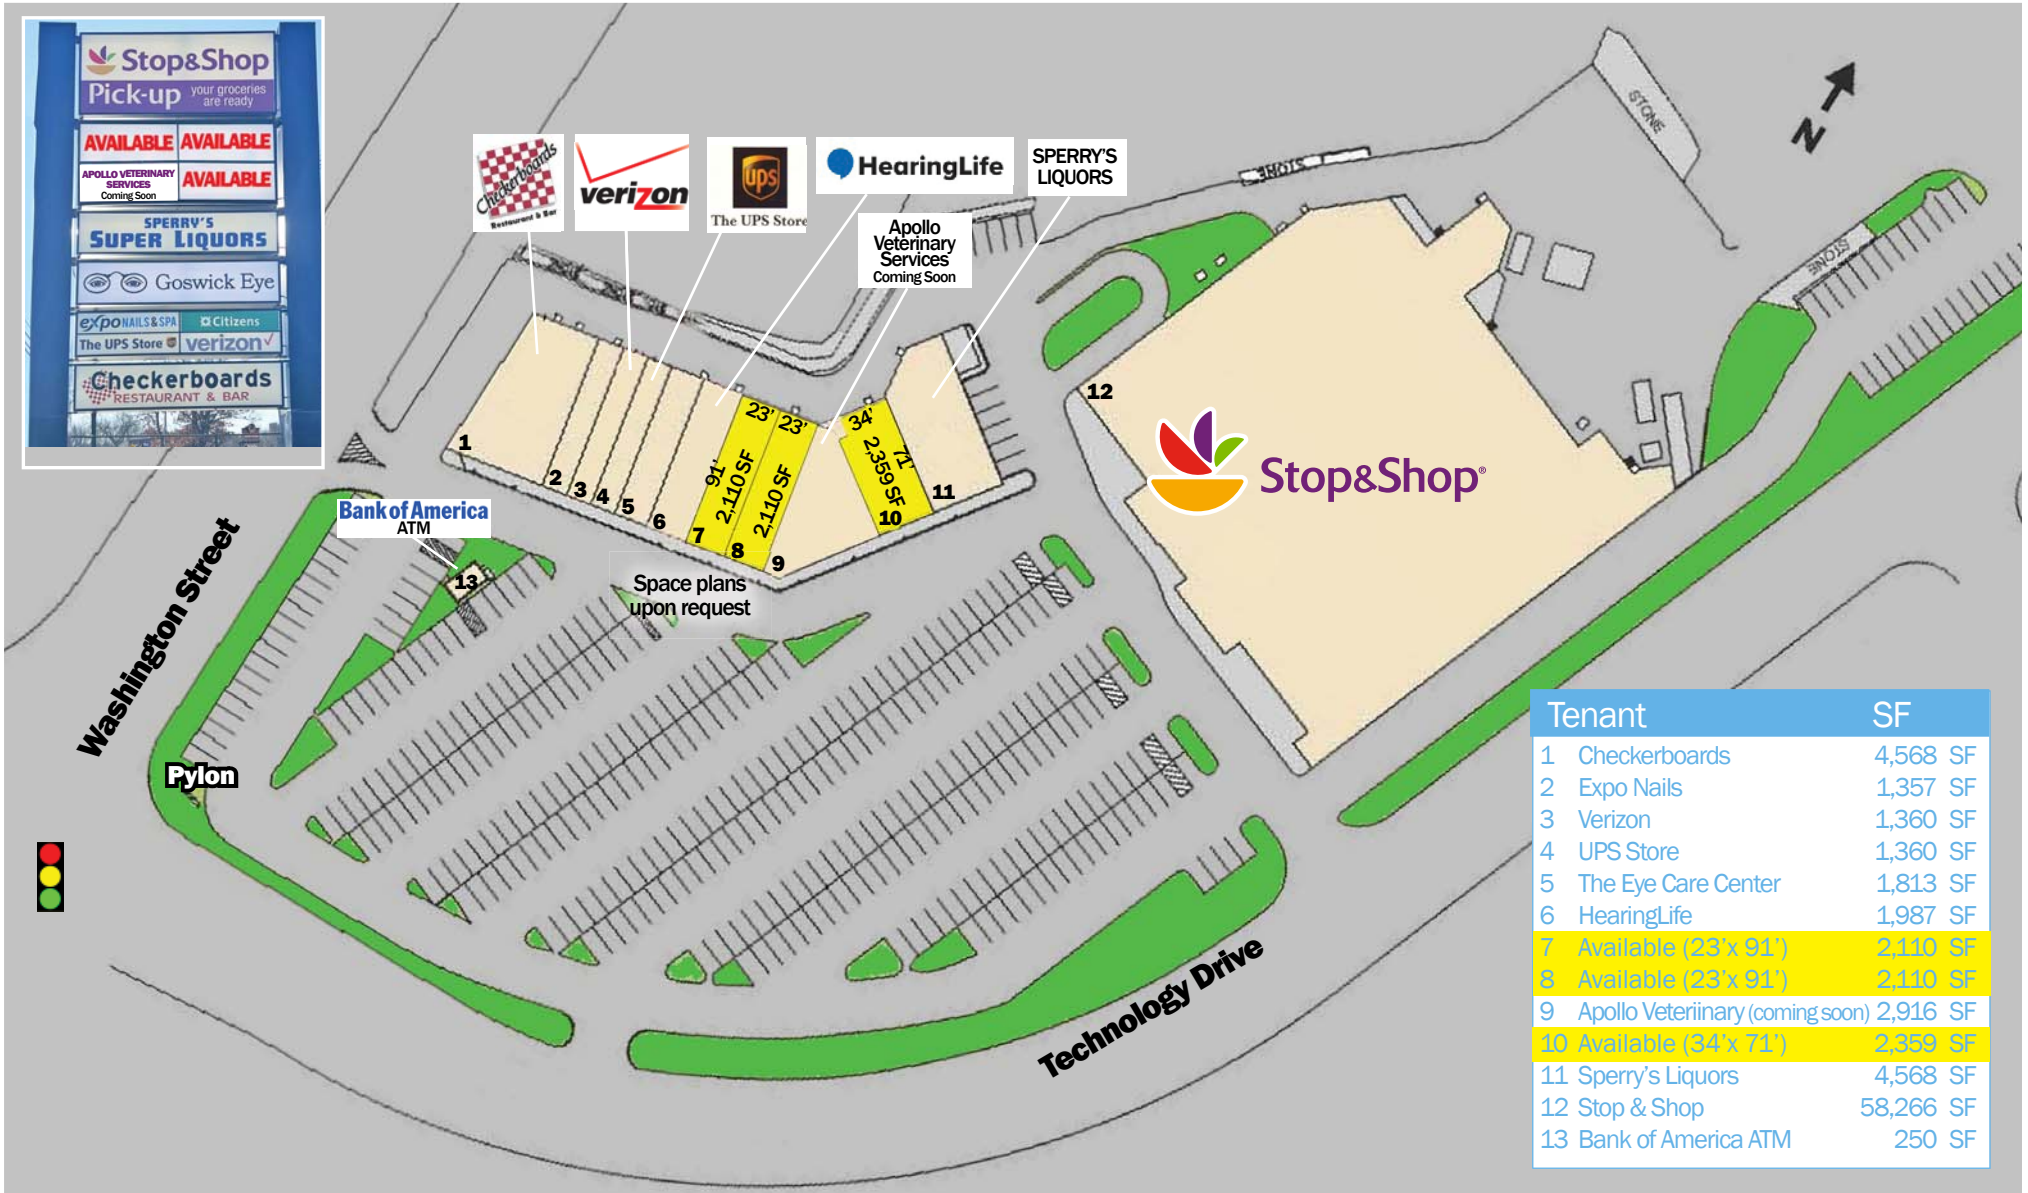 Stop&Shop
Pick-up your groceries are ready
AVAILABLE AVAILABLE
APOLLO VETERINARY SERVICES Coming Soon AVAILABLE
SPERRY'S
SUPER LIQUORS
Goswick Eye
expo NAILS & SPA Citizens
The UPS Store verizon
Checkerboards
RESTAURANT & BAR
Checkerboards
Restaurant & Bar
verizon
ups
The UPS Store
HearingLife
SPERRY'S
LIQUORS
Apollo
Veterinary
Services
Coming Soon
STONE
STONE
STONE
N
1
2
3
4
5
6
7
8
9
10
11
12
13
23'
23'
34'
91'
71'
2,110 SF
2,110 SF
2,359 SF
Stop&Shop®
Bank of America
ATM
Space plans
upon request
Washington Street
Pylon
Technology Drive
Tenant SF
1 Checkerboards 4,568 SF
2 Expo Nails 1,357 SF
3 Verizon 1,360 SF
4 UPS Store 1,360 SF
5 The Eye Care Center 1,813 SF
6 HearingLife 1,987 SF
7 Available (23'x 91') 2,110 SF
8 Available (23'x 91') 2,110 SF
9 Apollo Veteriinary (coming soon) 2,916 SF
10 Available (34'x 71') 2,359 SF
11 Sperry's Liquors 4,568 SF
12 Stop & Shop 58,266 SF
13 Bank of America ATM 250 SF